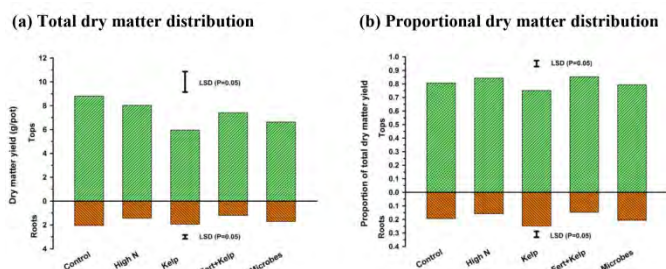 (a) Total dry matter distribution
(b) Proportional dry matter distribution
Dry matter yield (g/pot)
Roots Tops
12
10
8
6
4
2
0
2
4
LSD (P=0.05)
LSD (P=0.05)
Control High N Kelp Fert+Kelp Microbes
Proportion of total dry matter yield
Roots Tops
1.0
0.9
0.8
0.7
0.6
0.5
0.4
0.3
0.2
0.1
0.0
0.1
0.2
0.3
0.4
LSD (P=0.05)
LSD (P=0.05)
Control High N Kelp Fert+Kelp Microbes